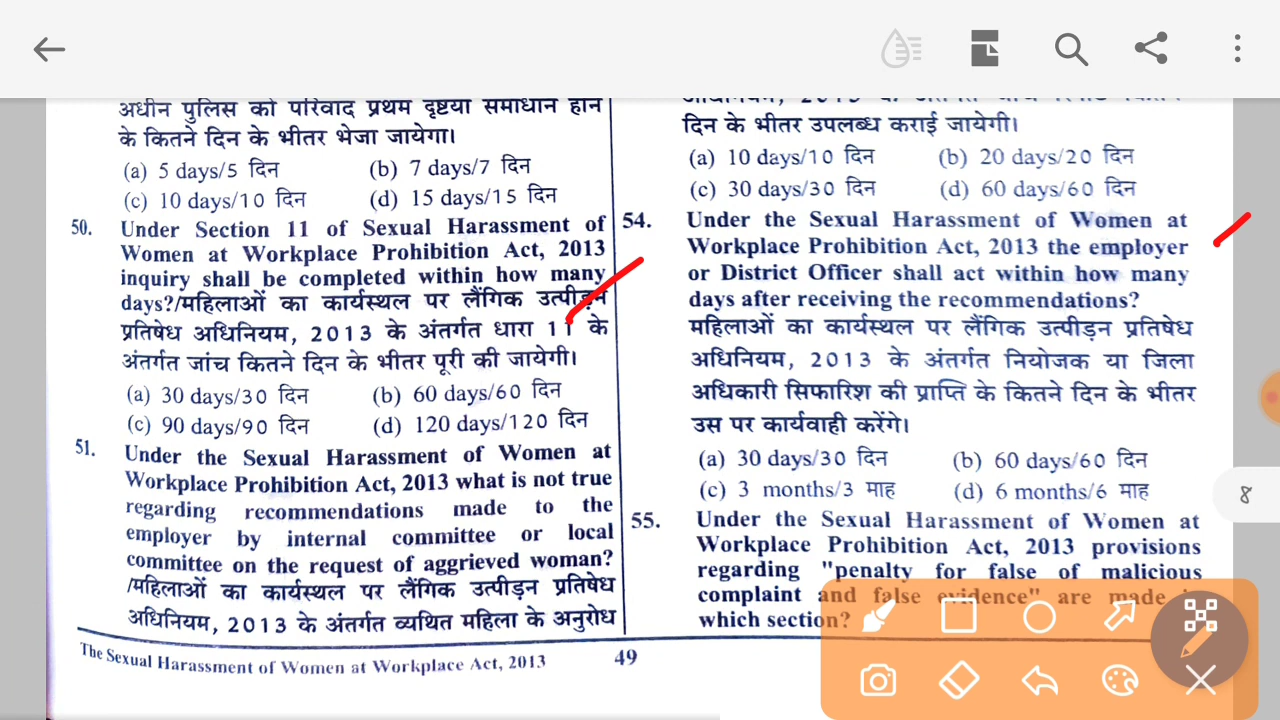 अधीन पुलिस को परिवाद प्रथम दृष्टया समाधान होने
के कितने दिन के भीतर भेजा जायेगा।
(a) 5 days/5 दिन (b) 7 days/7 दिन
(c) 10 days/10 दिन (d) 15 days/15 दिन
50. Under Section 11 of Sexual Harassment of
Women at Workplace Prohibition Act, 2013
inquiry shall be completed within how many
days?/महिलाओं का कार्यस्थल पर लैंगिक उत्पीड़न
प्रतिषेध अधिनियम, 2013 के अंतर्गत धारा 11 के
अंतर्गत जांच कितने दिन के भीतर पूरी की जायेगी।
(a) 30 days/30 दिन (b) 60 days/60 दिन
(c) 90 days/90 दिन (d) 120 days/120 दिन
51. Under the Sexual Harassment of Women at
Workplace Prohibition Act, 2013 what is not true
regarding recommendations made to the
employer by internal committee or local
committee on the request of aggrieved woman?
/महिलाओं का कार्यस्थल पर लैंगिक उत्पीड़न प्रतिषेध
अधिनियम, 2013 के अंतर्गत व्यथित महिला के अनुरोध
दिन के भीतर उपलब्ध कराई जायेगी।
(a) 10 days/10 दिन (b) 20 days/20 दिन
(c) 30 days/30 दिन (d) 60 days/60 दिन
54. Under the Sexual Harassment of Women at
Workplace Prohibition Act, 2013 the employer
or District Officer shall act within how many
days after receiving the recommendations?
महिलाओं का कार्यस्थल पर लैंगिक उत्पीड़न प्रतिषेध
अधिनियम, 2013 के अंतर्गत नियोजक या जिला
अधिकारी सिफारिश की प्राप्ति के कितने दिन के भीतर
उस पर कार्यवाही करेंगे।
(a) 30 days/30 दिन (b) 60 days/60 दिन
(c) 3 months/3 माह (d) 6 months/6 माह
55. Under the Sexual Harassment of Women at
Workplace Prohibition Act, 2013 provisions
regarding "penalty for false of malicious
complaint and false evidence" are made
which section?
The Sexual Harassment of Women at Workplace Act, 2013 49
8